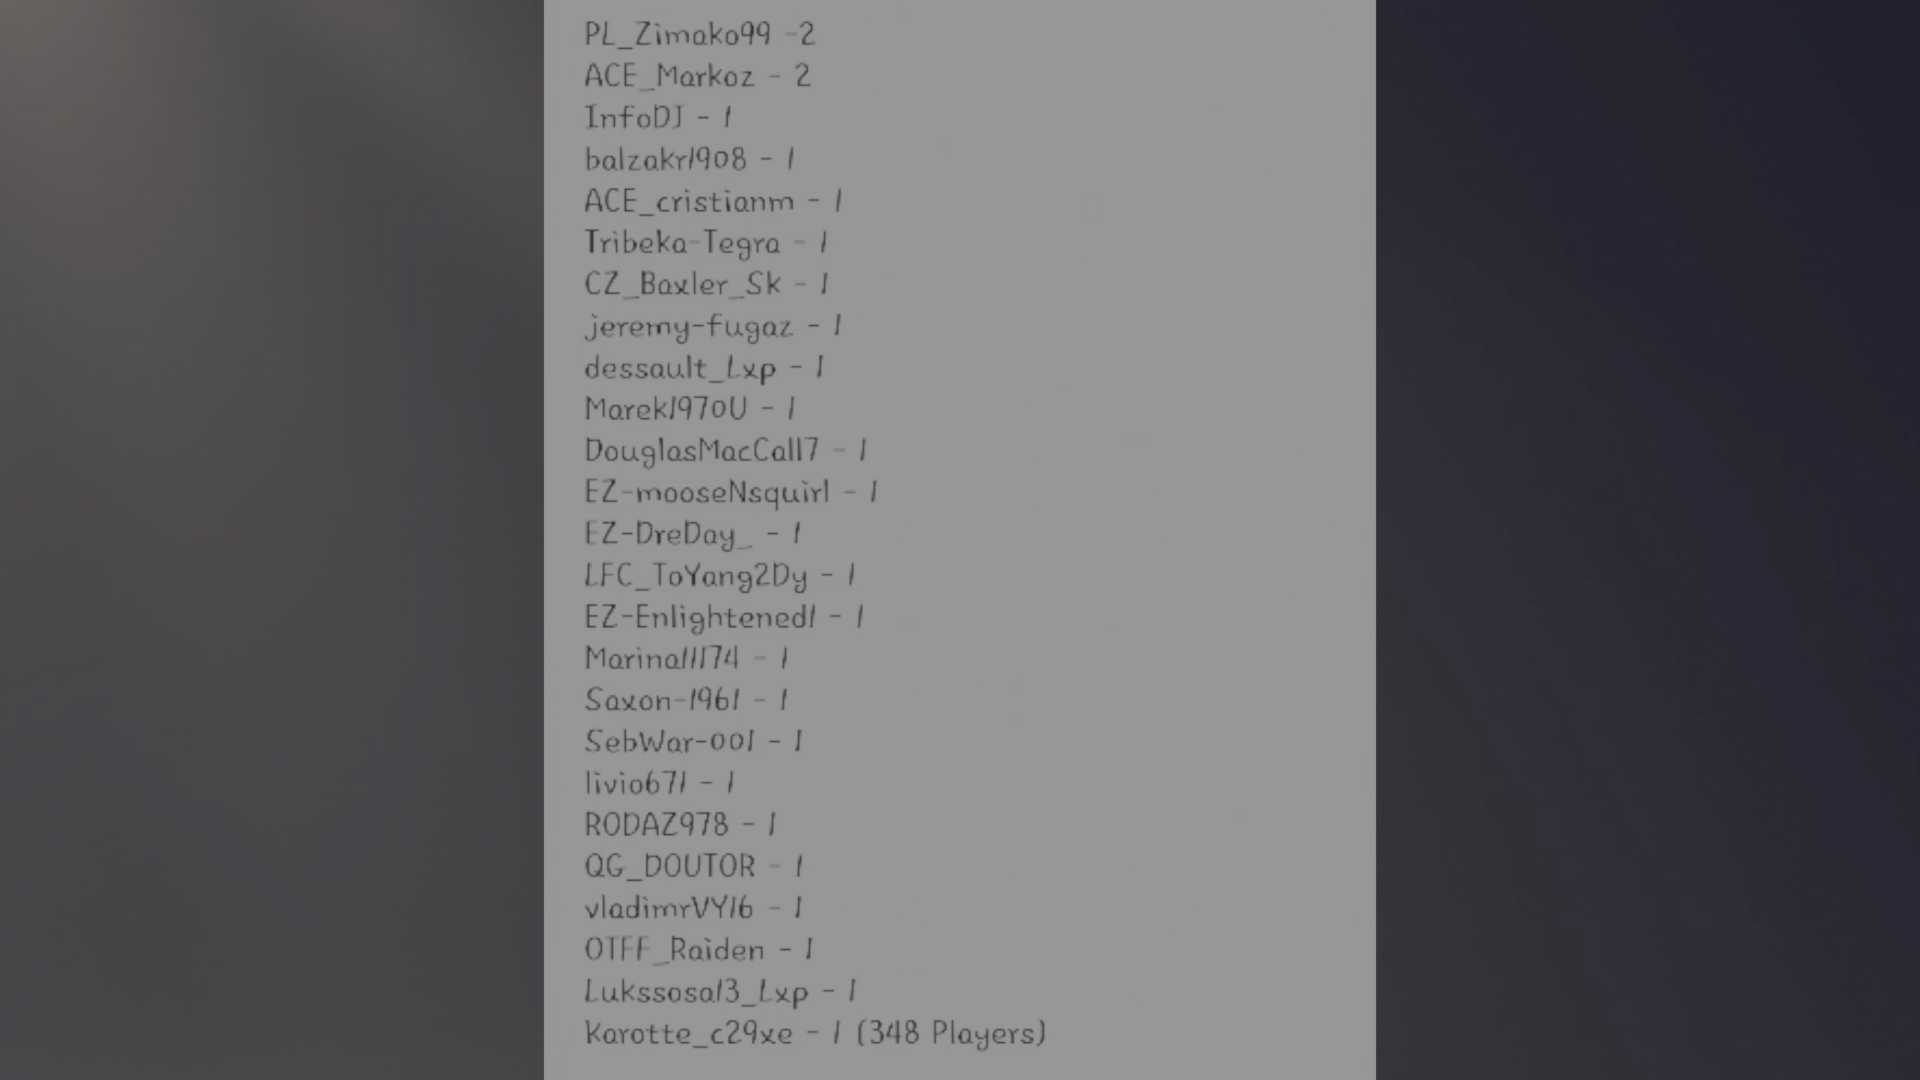 PL_Zimako99 -2
ACE_Markoz - 2
InfoDJ - 1
balzakr1908 - 1
ACE_cristianm - 1
Tribeka-Tegra - 1
CZ_Baxler_Sk - 1
jeremy-fugaz - 1
dessault_Lxp - 1
Marek1970U - 1
DouglasMacCall7 - 1
EZ-mooseNsquirl - 1
EZ-DreDay_ - 1
LFC_ToYang2Dy - 1
EZ-Enlightened1 - 1
Marina11174 - 1
Saxon-1961 - 1
SebWar-001 - 1
livio671 - 1
RODAZ978 - 1
QG_DOUTOR - 1
vladimrVY16 - 1
OTFF_Raiden - 1
Lukssosa13_Lxp - 1
Karotte_c29xe - 1 (348 Players)